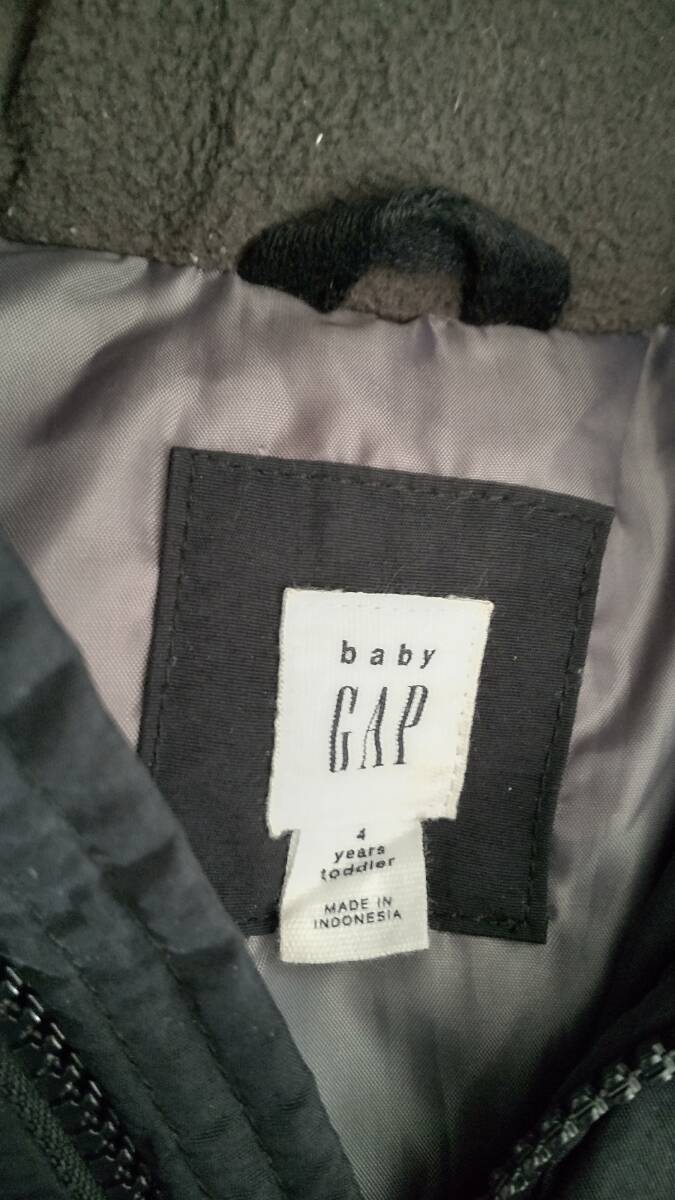 baby
GAP
4
years
toddler
MADE IN
INDONESIA